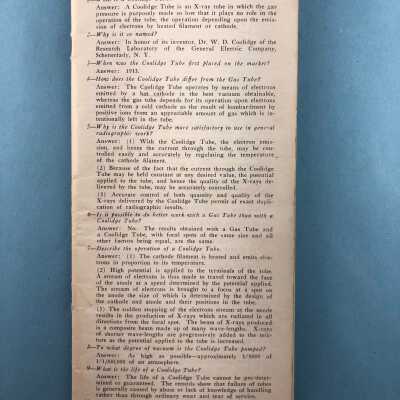 Answer: A Coolidge Tube is an X-ray tube in which the gas
pressure is purposely made so low that it plays no role in the
operation of the tube, the operation depending upon the emis-
sion of electrons by heated filament or cathode.
2—Why is it so named?
Answer: In honor of its inventor, Dr. W. D. Coolidge of the
Research Laboratory of the General Electric Company,
Schenectady, N. Y.
3—When was the Coolidge Tube first placed on the market?
Answer: 1913.
4—How does the Coolidge Tube differ from the Gas Tube?
Answer: The Coolidge Tube operates by means of electrons
emitted by a hot cathode in the best vacuum obtainable,
whereas the gas tube depends for its operation upon electrons
emitted from a cold cathode as the result of bombardment by
positive ions from an appreciable amount of gas which is in-
tentionally left in the tube.
5—Why is the Coolidge Tube more satisfactory to use in general
radiographic work?
Answer: (1) With the Coolidge Tube, the electron emis-
sion, and hence the current through the tube, may be con-
trolled easily and accurately by regulating the temperature
of the cathode filament.
(2) Because of the fact that the current through the Coolidge
Tube may be held constant at any desired value, the potential
applied to the tube, and hence the quality of the X-rays de-
livered by the tube, may be accurately controlled.
(3) Accurate control of both quantity and quality of the
X-rays delivered by the Coolidge Tube permit of exact dupli-
cation of radiographic results.
6—Is it possible to do better work with a Gas Tube than with a
Coolidge Tube?
Answer: No. The results obtained with a Gas Tube and
a Coolidge Tube, with focal spots of the same size and all
other factors being equal, are the same.
7—Describe the operation of a Coolidge Tube.
Answer: (1) The cathode filament is heated and emits elec-
trons in proportion to its temperature.
(2) High potential is applied to the terminals of the tube.
A stream of electrons is thus made to travel toward the face
of the anode at a speed determined by the potential applied.
The stream of electrons is brought to a focus of a spot on
the anode the size of which is determined by the design of
the cathode and anode and their positions in the tube.
(3) The sudden stopping of the electrons stream at the anode
results in the production of X-rays which are radiated in all
directions from the focal spot. The beam of X-rays produced
is a composite beam made up of many wave-lengths. X-rays
of shorter wave-lengths are progressively added to the mix-
ture as the potential applied to the tube is increased.
8—To what degree of vacuum is the Coolidge Tube pumped?
Answer: As high as possible—approximately
of an atmosphere.
9—What is the life of a Coolidge Tube?
Answer: The life of a Coolidge Tube cannot be pre-deter-
mined or guaranteed. The records show that failure of tubes
is generally caused by abuse or lack of knowledge of handling
rather than through ordinary wear and tear of service.